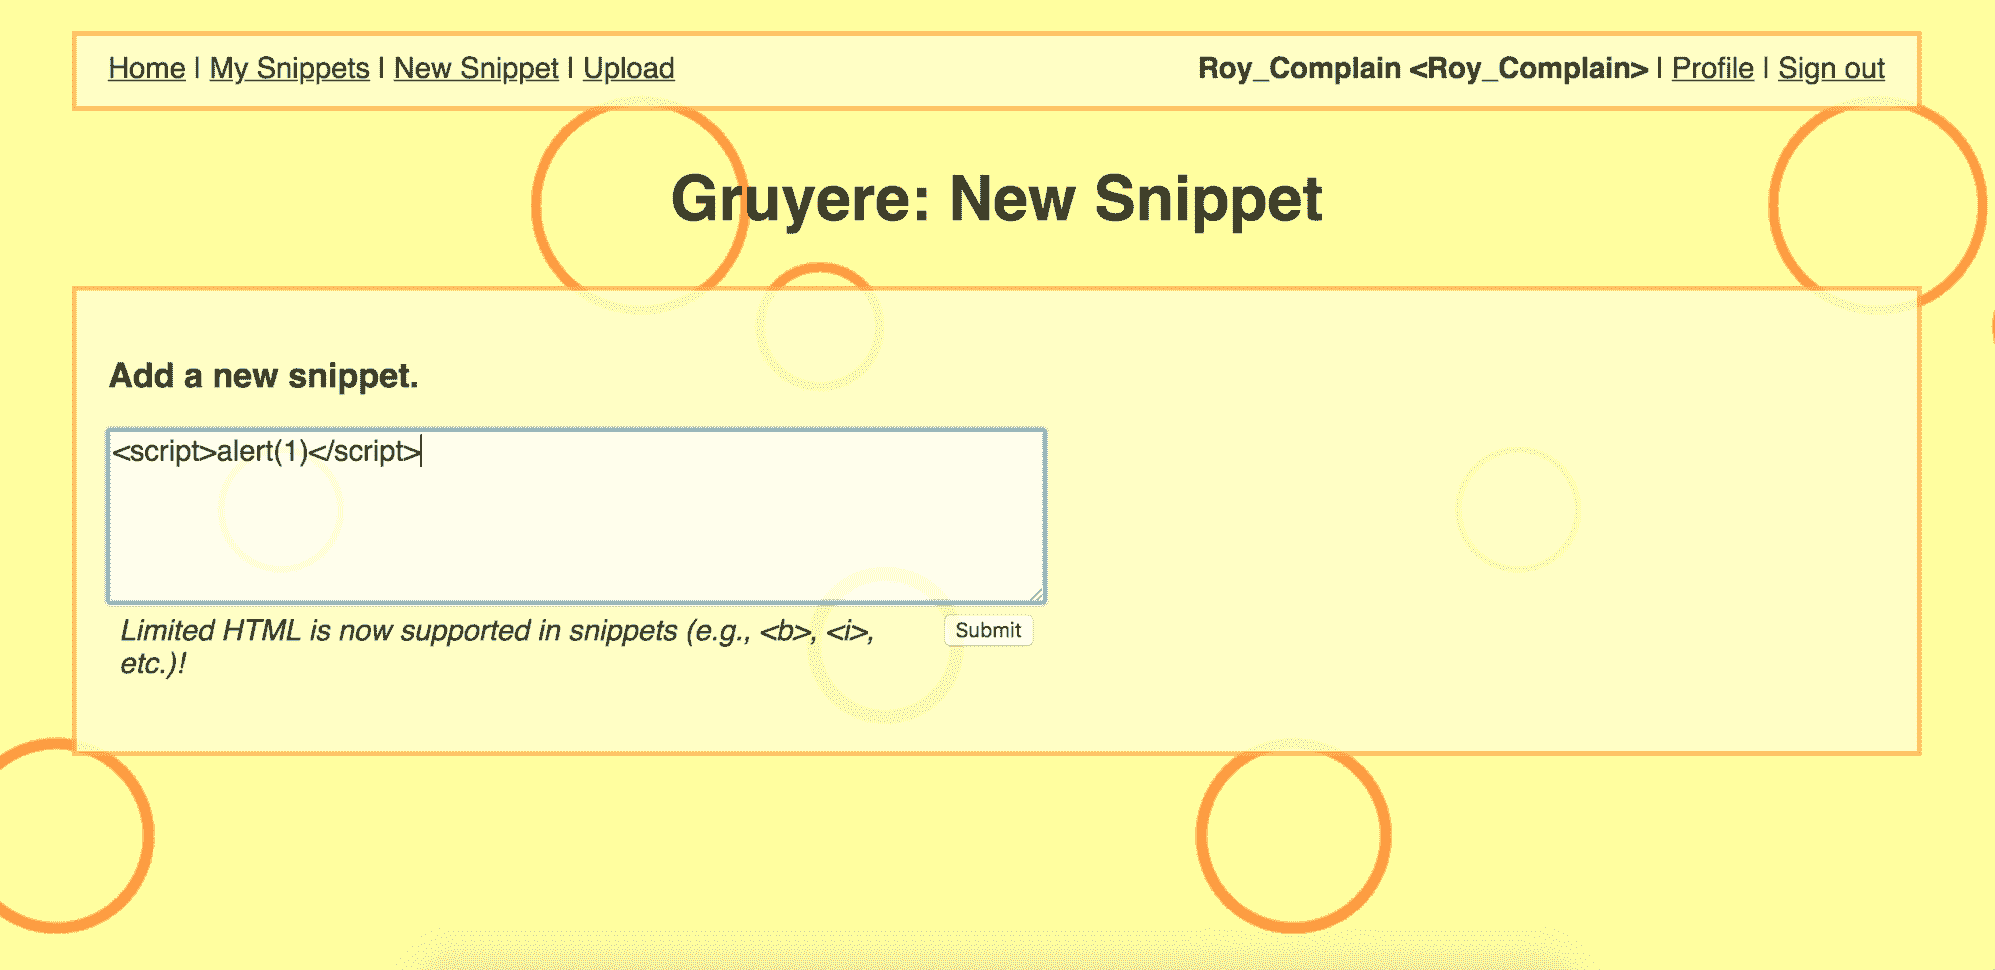 Home | My Snippets | New Snippet | Upload
Roy_Complain <Roy_Complain> | Profile | Sign out
Gruyere: New Snippet
Add a new snippet.
<script>alert(1)</script>
Limited HTML is now supported in snippets (e.g., <b>, <i>,
etc.)!
Submit